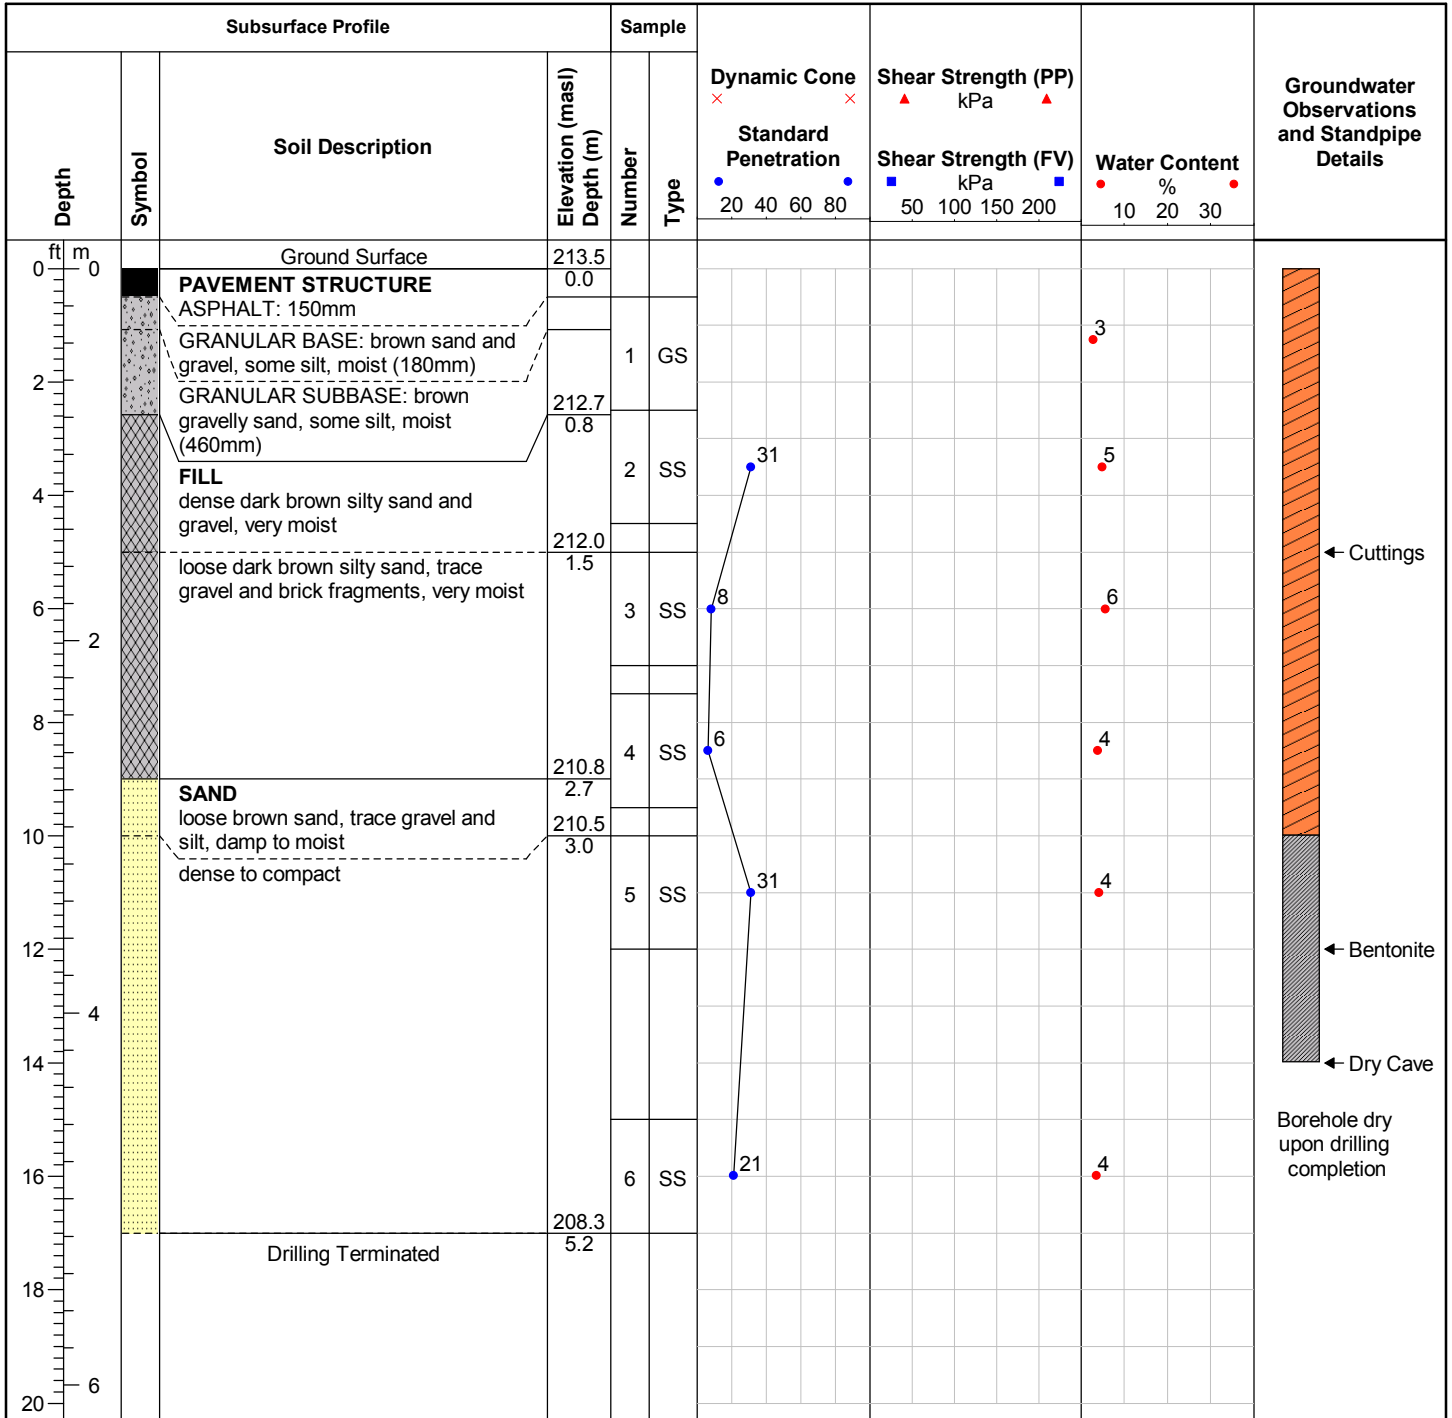 Subsurface Profile
Sample
Depth
Symbol
Soil Description
Elevation (masl)
Depth (m)
Number
Type
Dynamic Cone
Standard
Penetration
20 40 60 80
Shear Strength (PP)
kPa
Shear Strength (FV)
kPa
50 100 150 200
Water Content
%
10 20 30
Groundwater
Observations
and Standpipe
Details
ft m
Ground Surface
213.5
0.0
0
0
PAVEMENT STRUCTURE
ASPHALT: 150mm
GRANULAR BASE: brown sand and
gravel, some silt, moist (180mm)
1 GS
3
2
GRANULAR SUBBASE: brown
gravelly sand, some silt, moist
(460mm)
212.7
0.8
FILL
dense dark brown silty sand and
gravel, very moist
2 SS
31
5
4
212.0
1.5
loose dark brown silty sand, trace
gravel and brick fragments, very moist
Cuttings
6
3 SS
8
6
2
8
4 SS
6
4
210.8
2.7
SAND
loose brown sand, trace gravel and
silt, damp to moist
210.5
3.0
10
dense to compact
5 SS
31
4
12
Bentonite
4
14
Dry Cave
Borehole dry
upon drilling
completion
16
6 SS
21
4
208.3
5.2
Drilling Terminated
18
6
20